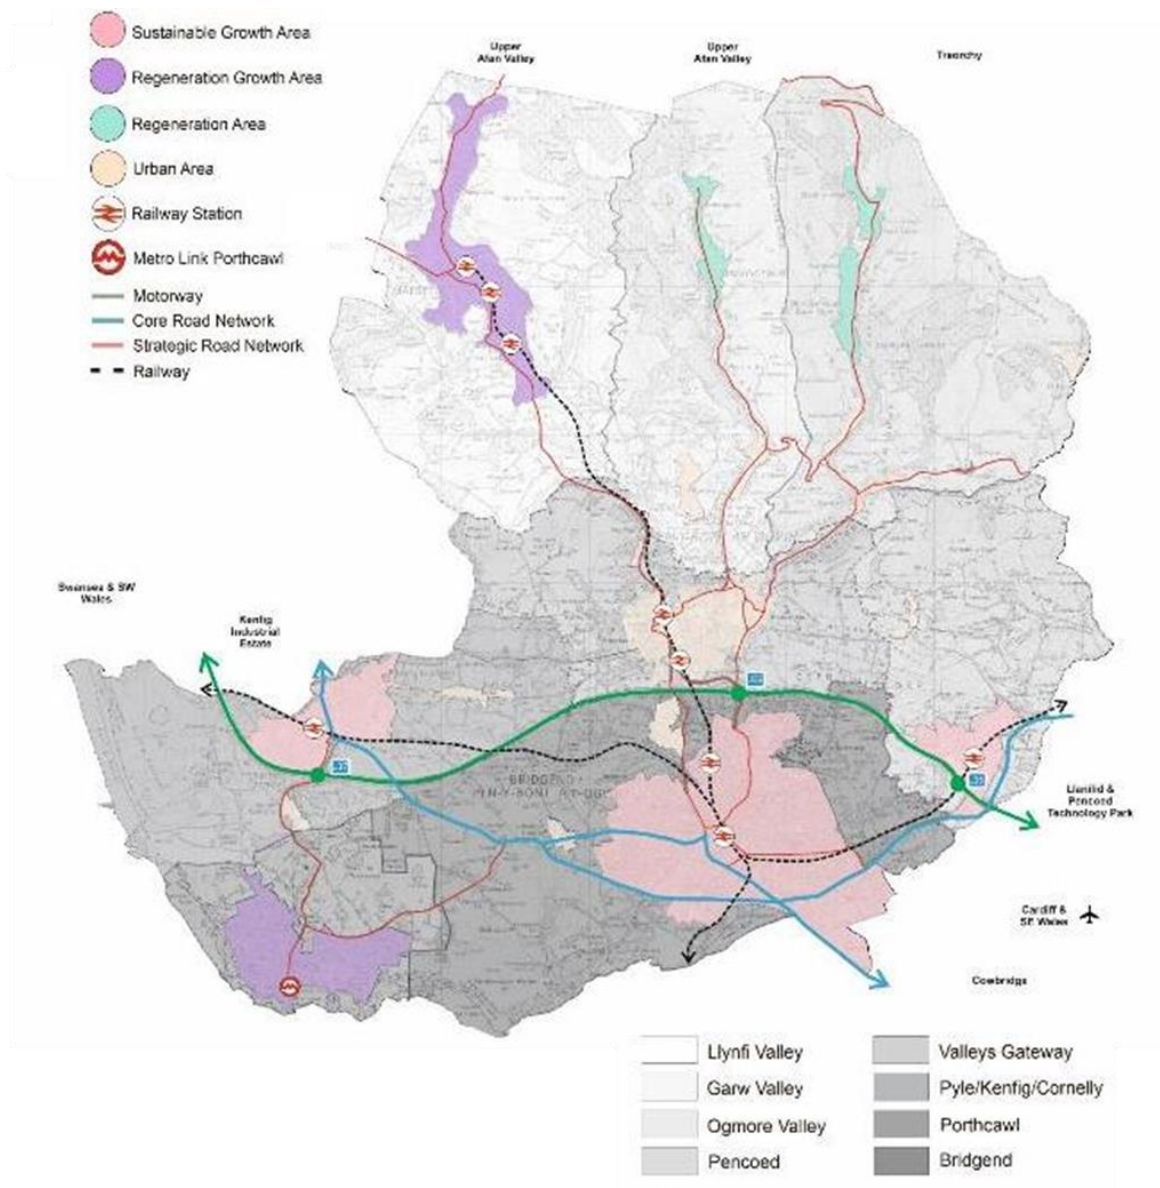 Sustainable Growth Area
Regeneration Growth Area
Regeneration Area
Urban Area
Railway Station
Metro Link Porthcawl
Motorway
Core Road Network
Strategic Road Network
Railway
Upper
Afan Valley
Upper
Afan Valley
Treorchy
Swansea & SW
Wales
Kenfig
Industrial
Estate
BRIDGEND
Llanilid &
Pencoed
Technology Park
Cardiff &
SE Wales
Cowbridge
Llynfi Valley
Garw Valley
Ogmore Valley
Pencoed
Valleys Gateway
Pyle/Kenfig/Cornelly
Porthcawl
Bridgend